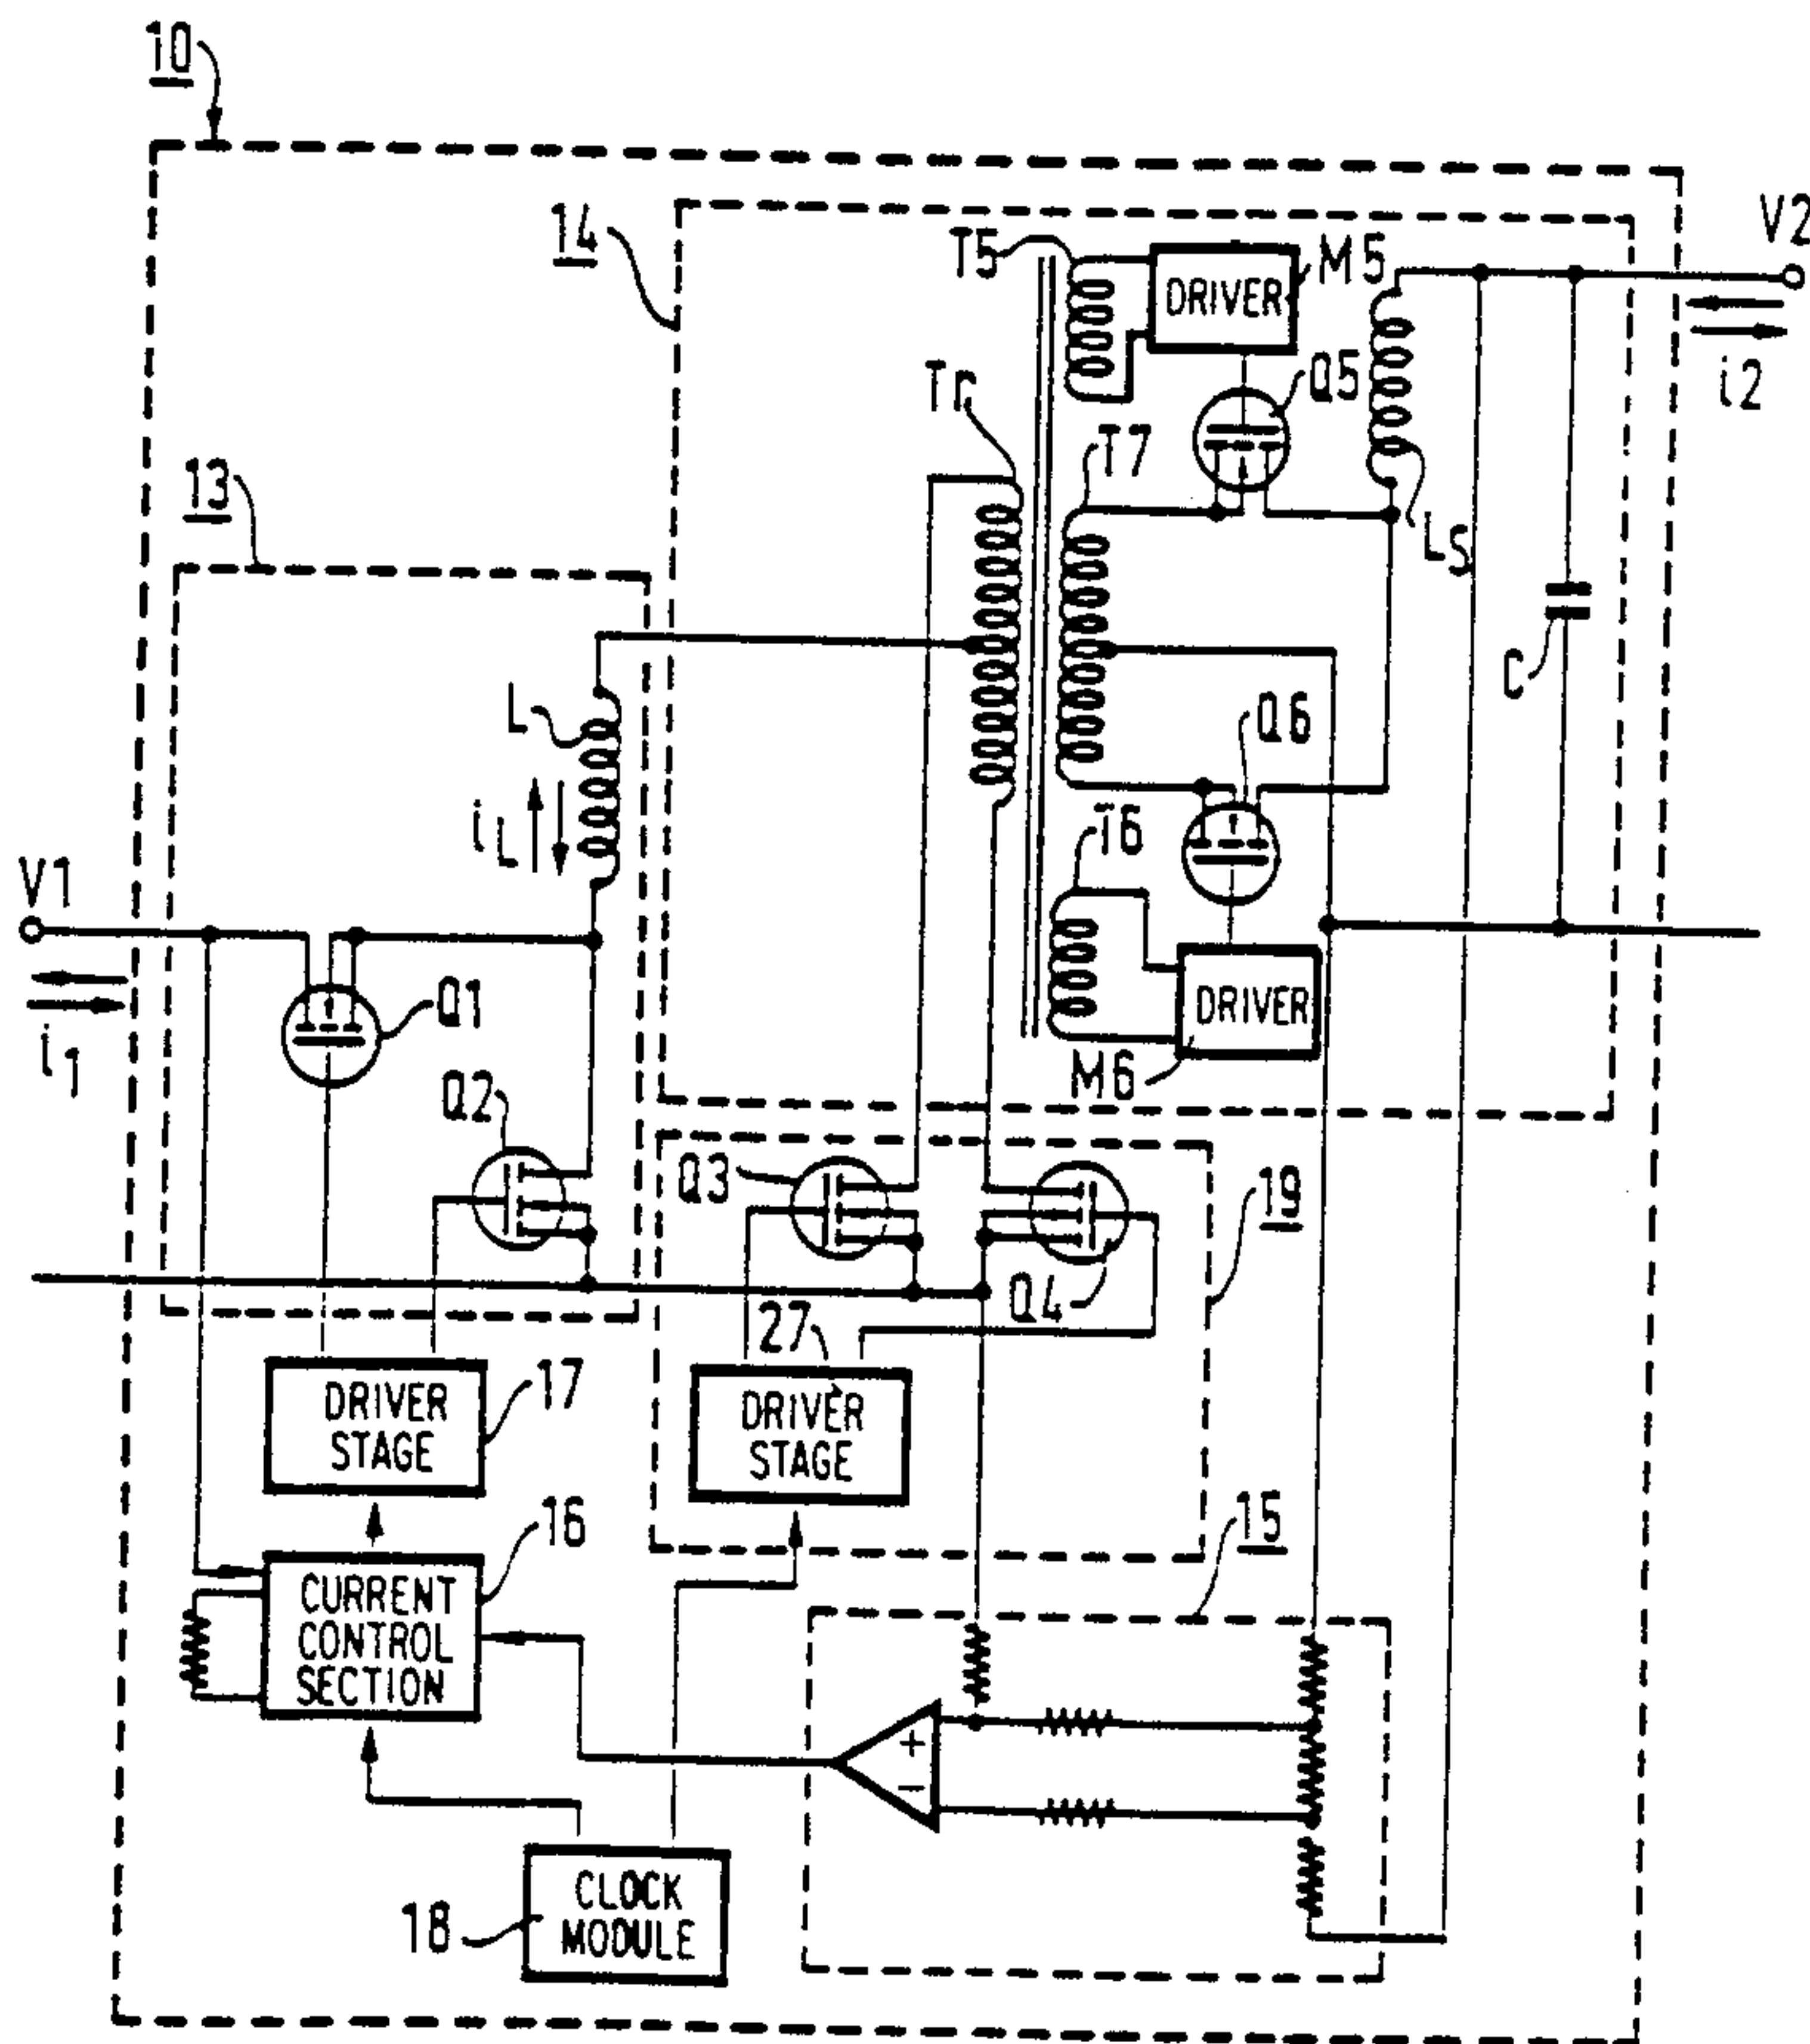 10
14
T5
DRIVER
M5
V2
Tr
Q5
i2
T7
13
LS
C
L
Q6
iL
T6
V1
Q1
DRIVER
i1
M6
Q2
Q3
19
Q4
27
DRIVER
STAGE
17
DRIVER
STAGE
16
15
CURRENT
CONTROL
SECTION
+
−
CLOCK
MODULE
18